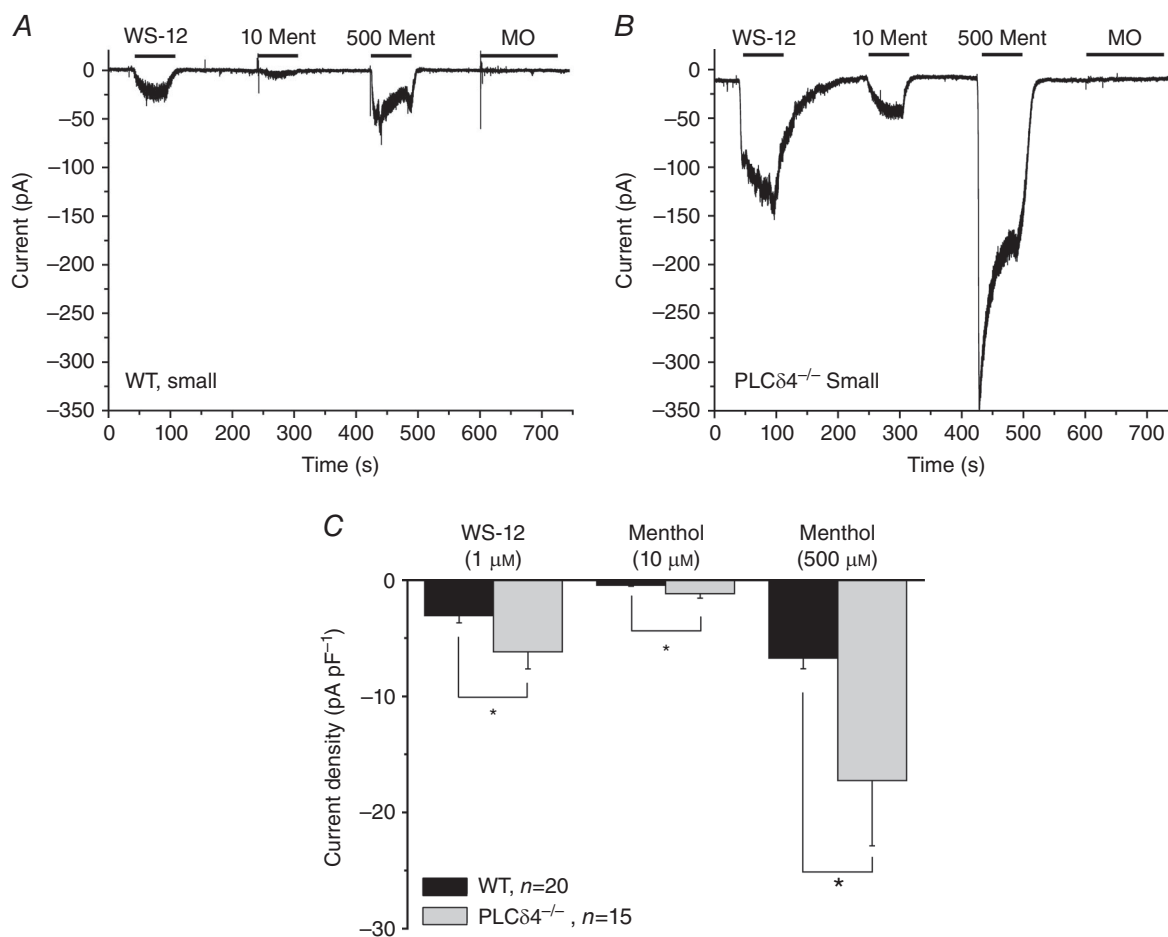 A
WS-12 10 Ment 500 Ment MO
0
–50
–100
–150
–200
–250
–300
–350
Current (pA)
WT, small
0 100 200 300 400 500 600 700
Time (s)
B
WS-12 10 Ment 500 Ment MO
0
–50
–100
–150
–200
–250
–300
–350
Current (pA)
PLCδ4–/– Small
0 100 200 300 400 500 600 700
Time (s)
C
WS-12 Menthol Menthol
(1 μM) (10 μM) (500 μM)
0
–10
–20
–30
Current density (pA pF–1)
* * *
WT, n=20
PLCδ4–/– , n=15